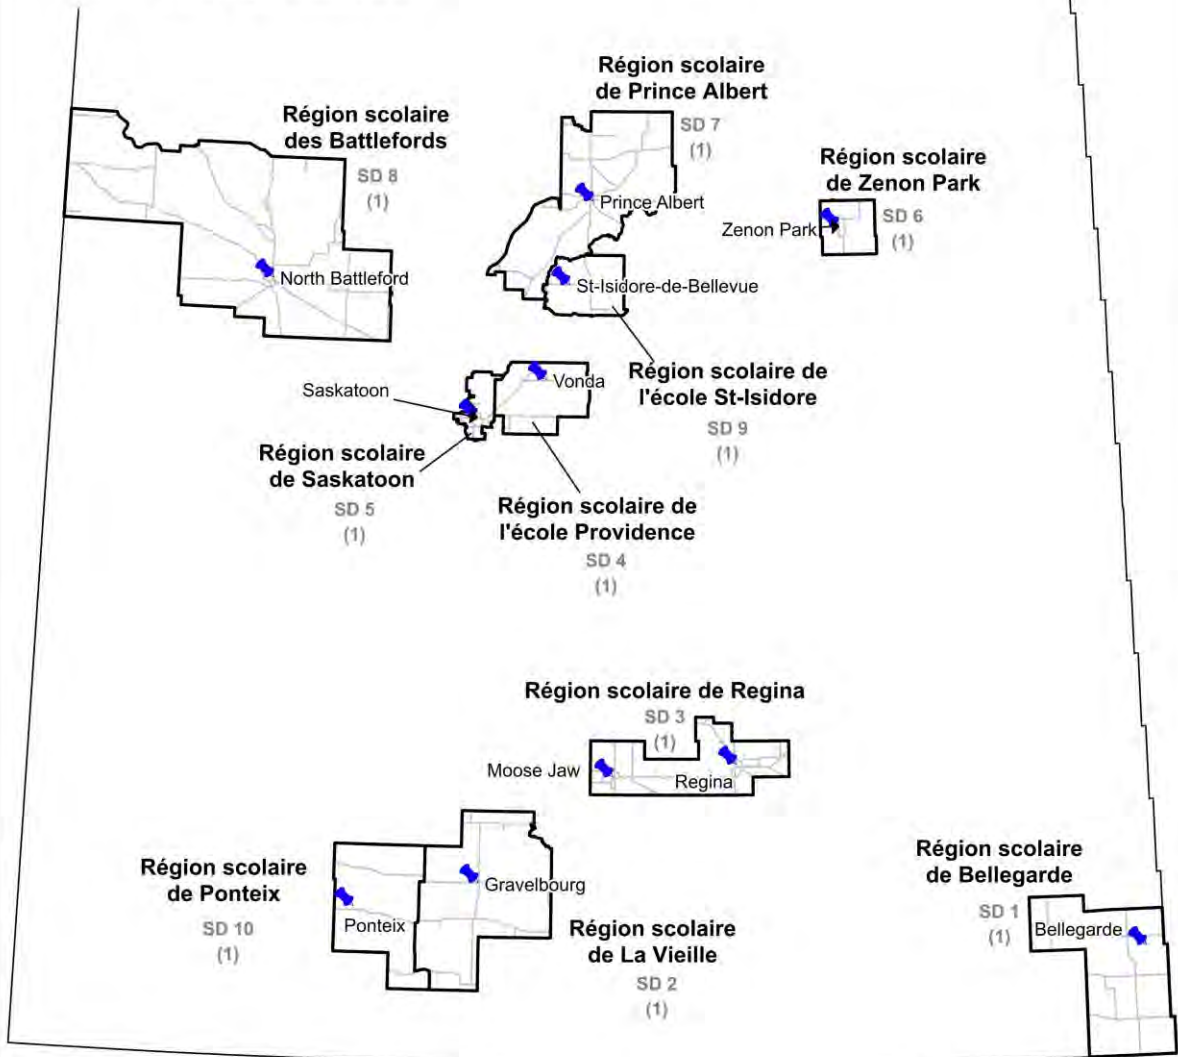 Région scolaire
de Prince Albert
SD 7
(1)
Prince Albert
Région scolaire
des Battlefords
SD 8
(1)
North Battleford
Région scolaire
de Zenon Park
SD 6
(1)
Zenon Park
St-Isidore-de-Bellevue
Région scolaire de
l'école St-Isidore
SD 9
(1)
Vonda
Saskatoon
Région scolaire
de Saskatoon
SD 5
(1)
Région scolaire de
l'école Providence
SD 4
(1)
Région scolaire de Regina
SD 3
(1)
Moose Jaw
Regina
Région scolaire
de Ponteix
SD 10
(1)
Ponteix
Gravelbourg
Région scolaire
de La Vieille
SD 2
(1)
Région scolaire
de Bellegarde
SD 1
(1)
Bellegarde